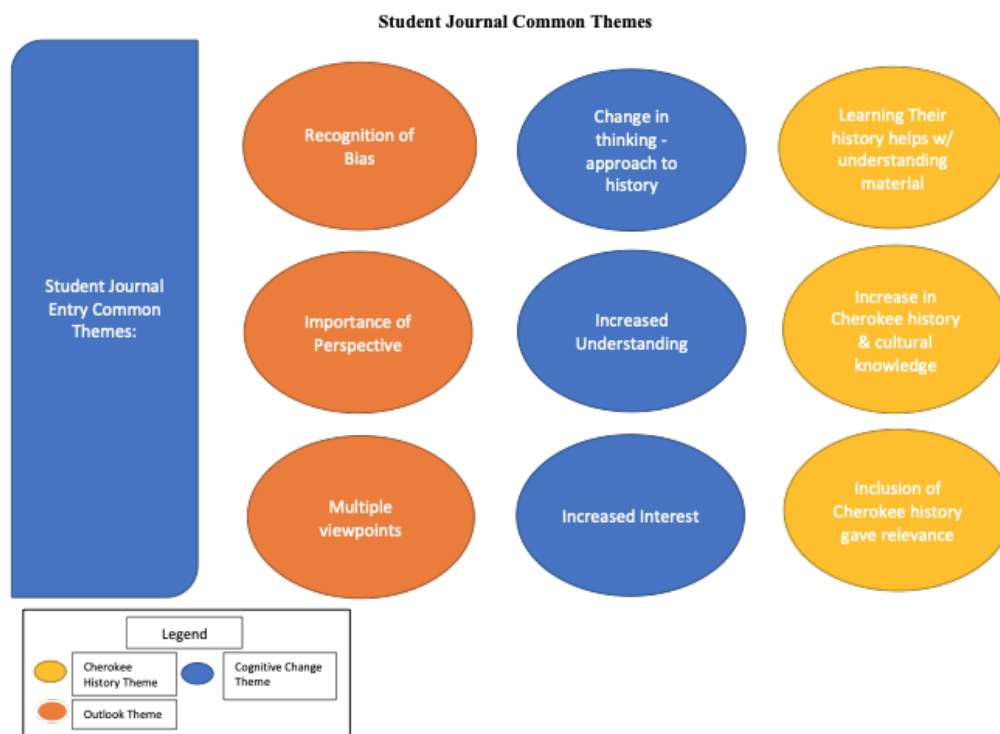 Student Journal Common Themes
Student Journal
Entry Common
Themes:
Recognition of
Bias
Change in
thinking -
approach to
history
Learning Their
history helps w/
understanding
material
Importance of
Perspective
Increased
Understanding
Increase in
Cherokee history
& cultural
knowledge
Multiple
viewpoints
Increased Interest
Inclusion of
Cherokee history
gave relevance
Legend
Cherokee
History Theme
Cognitive Change
Theme
Outlook Theme